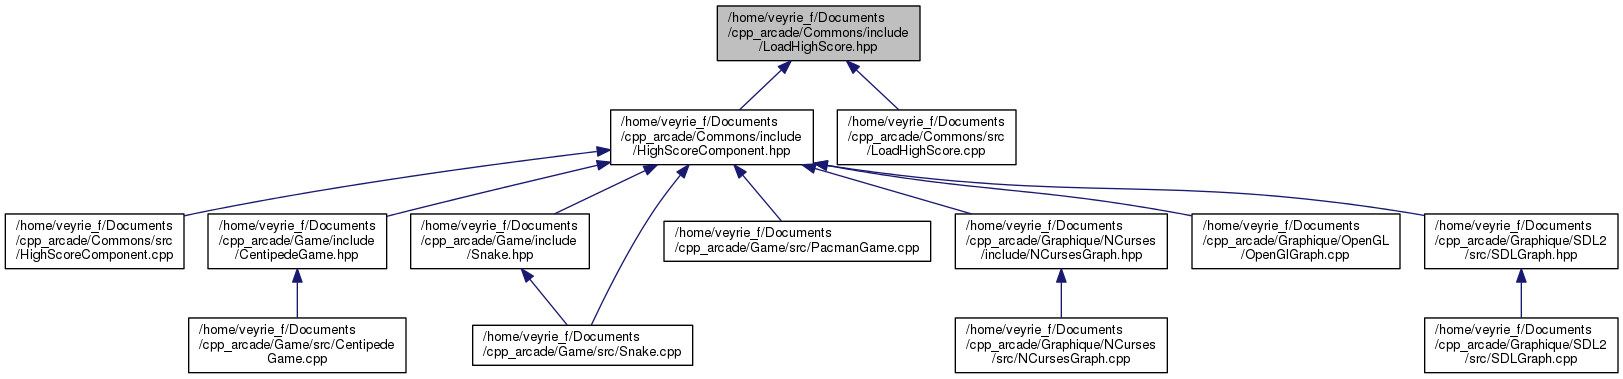 /home/veyrie_f/Documents
/cpp_arcade/Commons/include
/LoadHighScore.hpp
/home/veyrie_f/Documents
/cpp_arcade/Commons/include
/HighScoreComponent.hpp
/home/veyrie_f/Documents
/cpp_arcade/Commons/src
/LoadHighScore.cpp
/home/veyrie_f/Documents
/cpp_arcade/Commons/src
/HighScoreComponent.cpp
/home/veyrie_f/Documents
/cpp_arcade/Game/include
/CentipedeGame.hpp
/home/veyrie_f/Documents
/cpp_arcade/Game/include
/Snake.hpp
/home/veyrie_f/Documents
/cpp_arcade/Game/src/PacmanGame.cpp
/home/veyrie_f/Documents
/cpp_arcade/Graphique/NCurses
/include/NCursesGraph.hpp
/home/veyrie_f/Documents
/cpp_arcade/Graphique/OpenGL
/OpenGlGraph.cpp
/home/veyrie_f/Documents
/cpp_arcade/Graphique/SDL2
/src/SDLGraph.hpp
/home/veyrie_f/Documents
/cpp_arcade/Game/src/Centipede
Game.cpp
/home/veyrie_f/Documents
/cpp_arcade/Game/src/Snake.cpp
/home/veyrie_f/Documents
/cpp_arcade/Graphique/NCurses
/src/NCursesGraph.cpp
/home/veyrie_f/Documents
/cpp_arcade/Graphique/SDL2
/src/SDLGraph.cpp